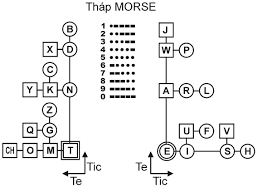 Tháp MORSE
B
X D
C
Y K N
Z
Q G
CH O M T
Tic
Te
1
2
3
4
5
6
7
8
9
0
J
W P
A R L
U F V
E I S H
Tic
Te